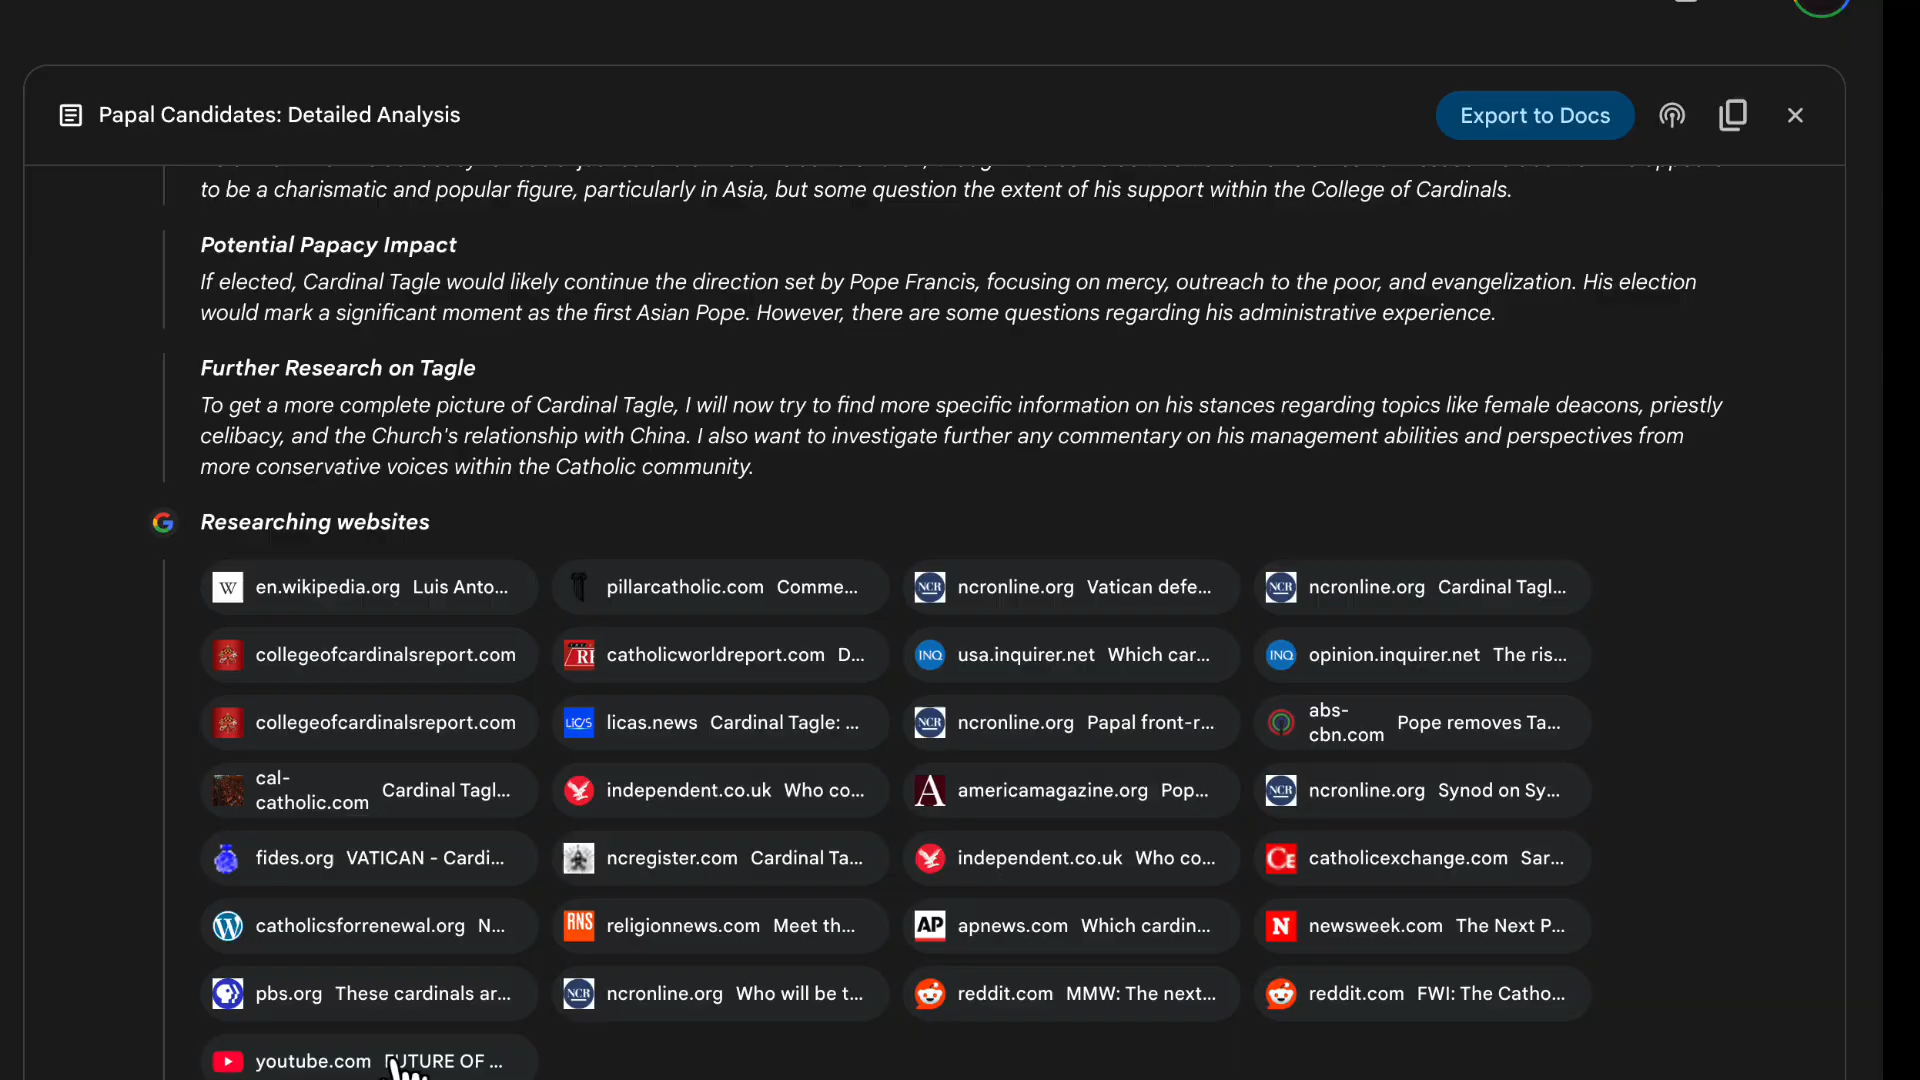 Papal Candidates: Detailed Analysis
Export to Docs
to be a charismatic and popular figure, particularly in Asia, but some question the extent of his support within the College of Cardinals.
Potential Papacy Impact
If elected, Cardinal Tagle would likely continue the direction set by Pope Francis, focusing on mercy, outreach to the poor, and evangelization. His election
would mark a significant moment as the first Asian Pope. However, there are some questions regarding his administrative experience.
Further Research on Tagle
To get a more complete picture of Cardinal Tagle, I will now try to find more specific information on his stances regarding topics like female deacons, priestly
celibacy, and the Church's relationship with China. I also want to investigate further any commentary on his management abilities and perspectives from
more conservative voices within the Catholic community.
Researching websites
W en.wikipedia.org Luis Anto...
pillarcatholic.com Comme...
NCR ncronline.org Vatican defe...
NCR ncronline.org Cardinal Tagl...
collegeofcardinalsreport.com
catholicworldreport.com D...
INQ usa.inquirer.net Which car...
INQ opinion.inquirer.net The ris...
collegeofcardinalsreport.com
LiCAS licas.news Cardinal Tagle: ...
NCR ncronline.org Papal front-r...
abs-
cbn.com Pope removes Ta...
cal-
catholic.com Cardinal Tagl...
independent.co.uk Who co...
A americamagazine.org Pop...
NCR ncronline.org Synod on Sy...
fides.org VATICAN - Cardi...
ncregister.com Cardinal Ta...
independent.co.uk Who co...
CE catholicexchange.com Sar...
catholicsforrenewal.org N...
RNS religionnews.com Meet th...
AP apnews.com Which cardin...
N newsweek.com The Next P...
pbs.org These cardinals ar...
NCR ncronline.org Who will be t...
reddit.com MMW: The next...
reddit.com FWI: The Catho...
youtube.com FUTURE OF ...